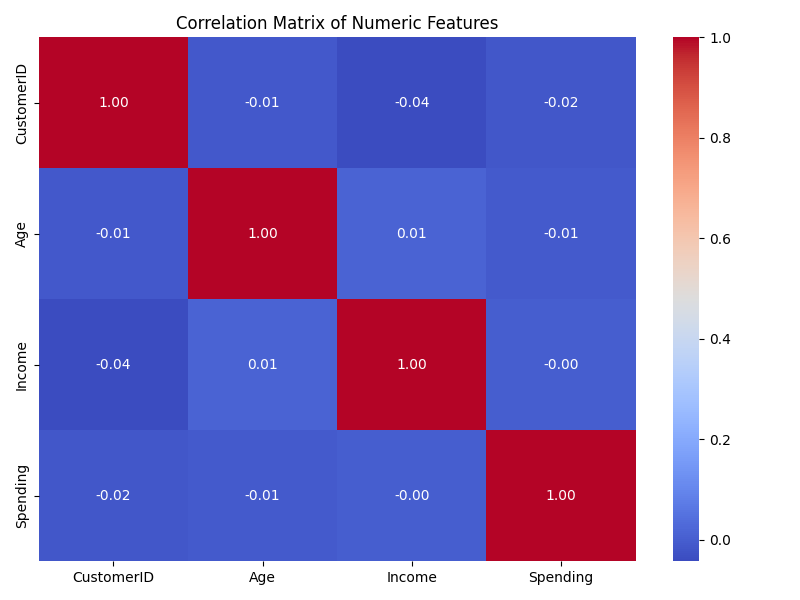 Correlation Matrix of Numeric Features
CustomerID
1.00 -0.01 -0.04 -0.02
Age
-0.01 1.00 0.01 -0.01
Income
-0.04 0.01 1.00 -0.00
Spending
-0.02 -0.01 -0.00 1.00
CustomerID Age Income Spending
1.0
0.8
0.6
0.4
0.2
0.0